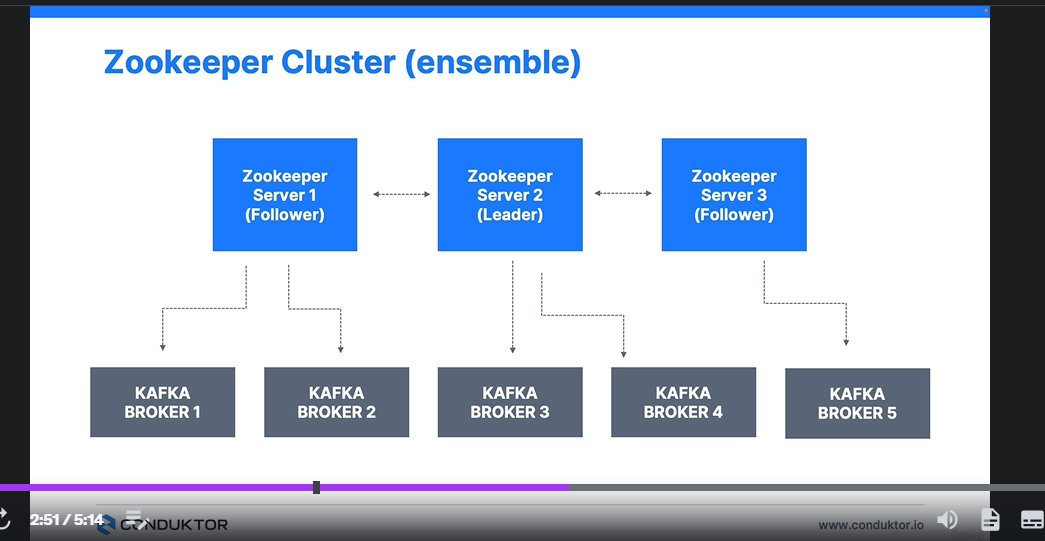 Zookeeper Cluster (ensemble)
Zookeeper
Server 1
(Follower)
Zookeeper
Server 2
(Leader)
Zookeeper
Server 3
(Follower)
KAFKA
BROKER 1
KAFKA
BROKER 2
KAFKA
BROKER 3
KAFKA
BROKER 4
KAFKA
BROKER 5
2:51 / 5:14
CONDUKTOR
www.conduktor.io